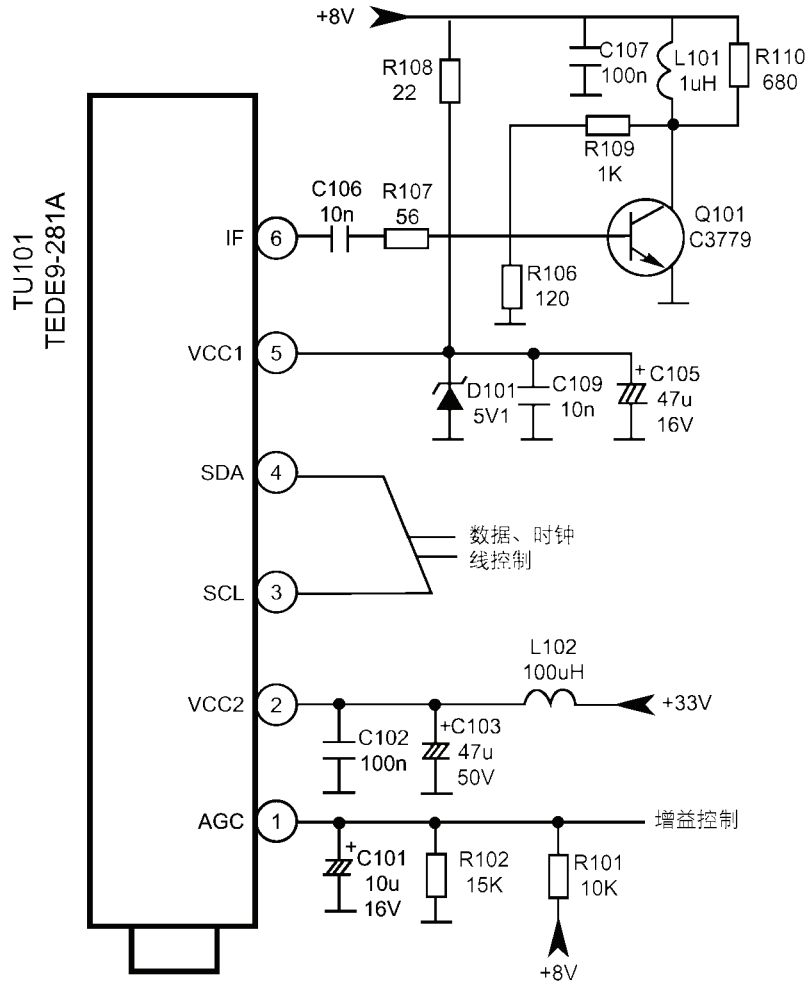 +8V
C107
100n
L101
1uH
R110
680
R108
22
R109
1K
TU101
TEDE9-281A
C106
10n
R107
56
IF
6
Q101
C3779
R106
120
VCC1
5
D101
5V1
C109
10n
+
C105
47u
16V
SDA
4
数据、时钟
线控制
SCL
3
L102
100uH
VCC2
2
+33V
C102
100n
+
C103
47u
50V
AGC
1
增益控制
+
C101
10u
16V
R102
15K
R101
10K
+8V